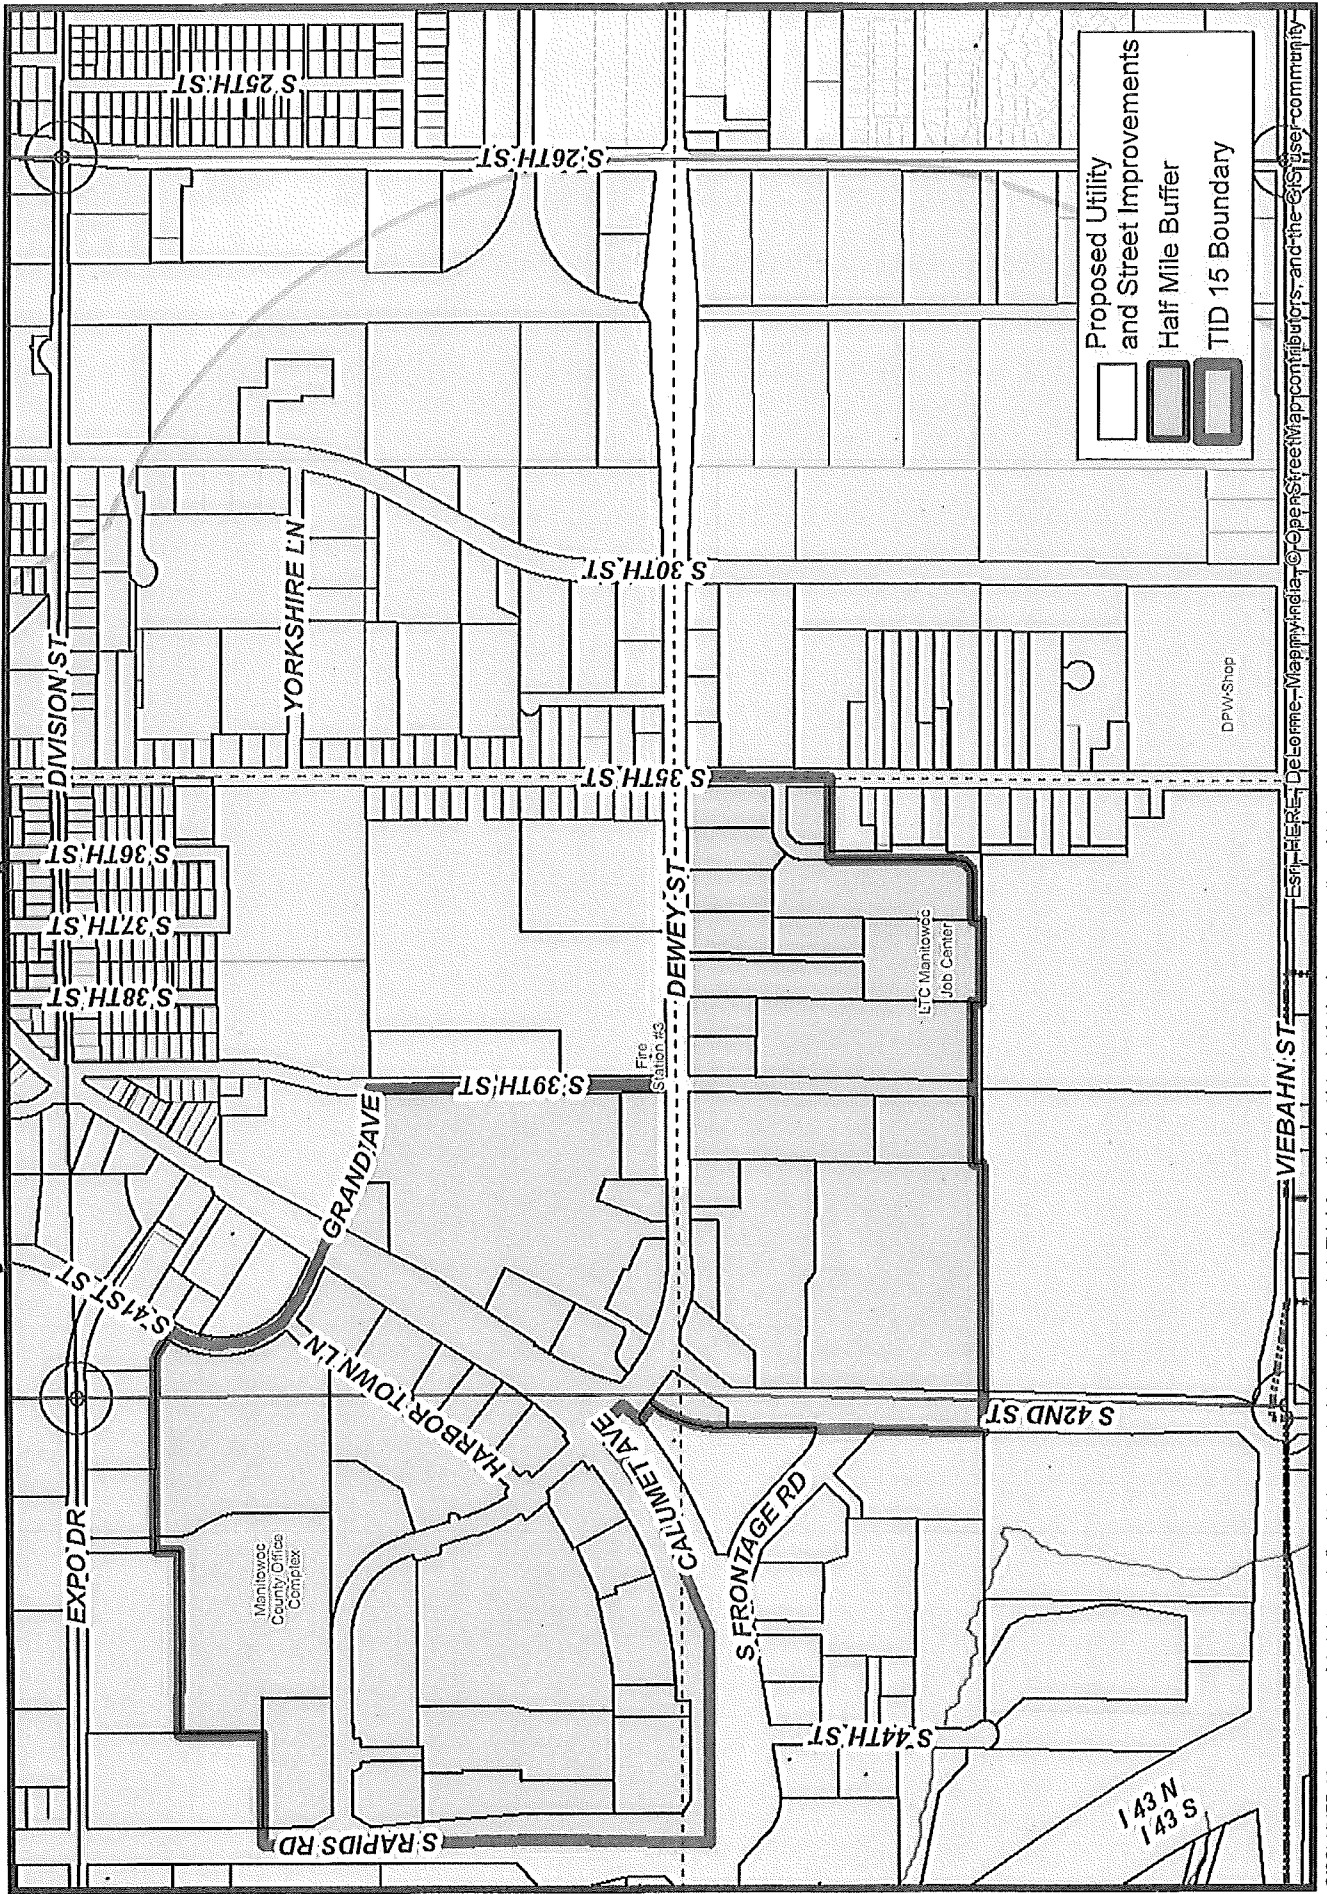 S 25TH ST
S 26TH ST
DIVISION ST
YORKSHIRE LN
S 30TH ST
S 35TH ST
S 36TH ST
S 37TH ST
S 38TH ST
DEWEY ST
S 39TH ST
Fire
Station #3
GRAND AVE
S 41ST ST
HARBOR TOWN LN
CALUMET AVE
S 42ND ST
EXPO DR
Manitowoc
County Office
Complex
S FRONTAGE RD
S 44TH ST
S RAPIDS RD
I 43 N
I 43 S
VIEBAHN ST
LTC Manitowoc
Job Center
DPW Shop
Proposed Utility
and Street Improvements
Half Mile Buffer
TID 15 Boundary
Esri, HERE, DeLorme, MapmyIndia, © OpenStreetMap contributors, and the GIS user community